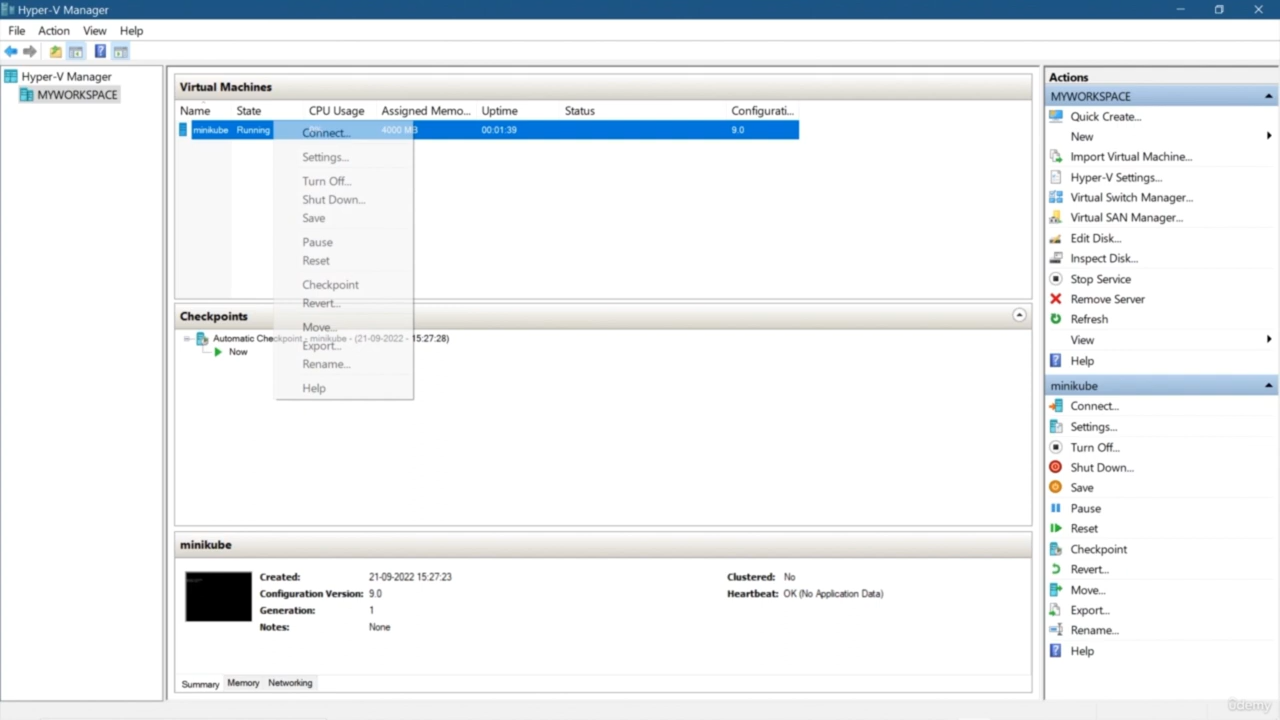 Hyper-V Manager
File Action View Help
Hyper-V Manager
MYWORKSPACE
Virtual Machines
Name State CPU Usage Assigned Memo... Uptime Status Configurati...
minikube Running 4000 MB 00:01:39 9.0
Connect...
Settings...
Turn Off...
Shut Down...
Save
Pause
Reset
Checkpoint
Revert...
Move...
Export...
Rename...
Help
Checkpoints
Automatic Checkpoint - minikube - (21-09-2022 - 15:27:28)
Now
minikube
Created: 21-09-2022 15:27:23
Configuration Version: 9.0
Generation: 1
Notes: None
Clustered: No
Heartbeat: OK (No Application Data)
Summary Memory Networking
Actions
MYWORKSPACE
Quick Create...
New
Import Virtual Machine...
Hyper-V Settings...
Virtual Switch Manager...
Virtual SAN Manager...
Edit Disk...
Inspect Disk...
Stop Service
Remove Server
Refresh
View
Help
minikube
Connect...
Settings...
Turn Off...
Shut Down...
Save
Pause
Reset
Checkpoint
Revert...
Move...
Export...
Rename...
Help
ûdemy